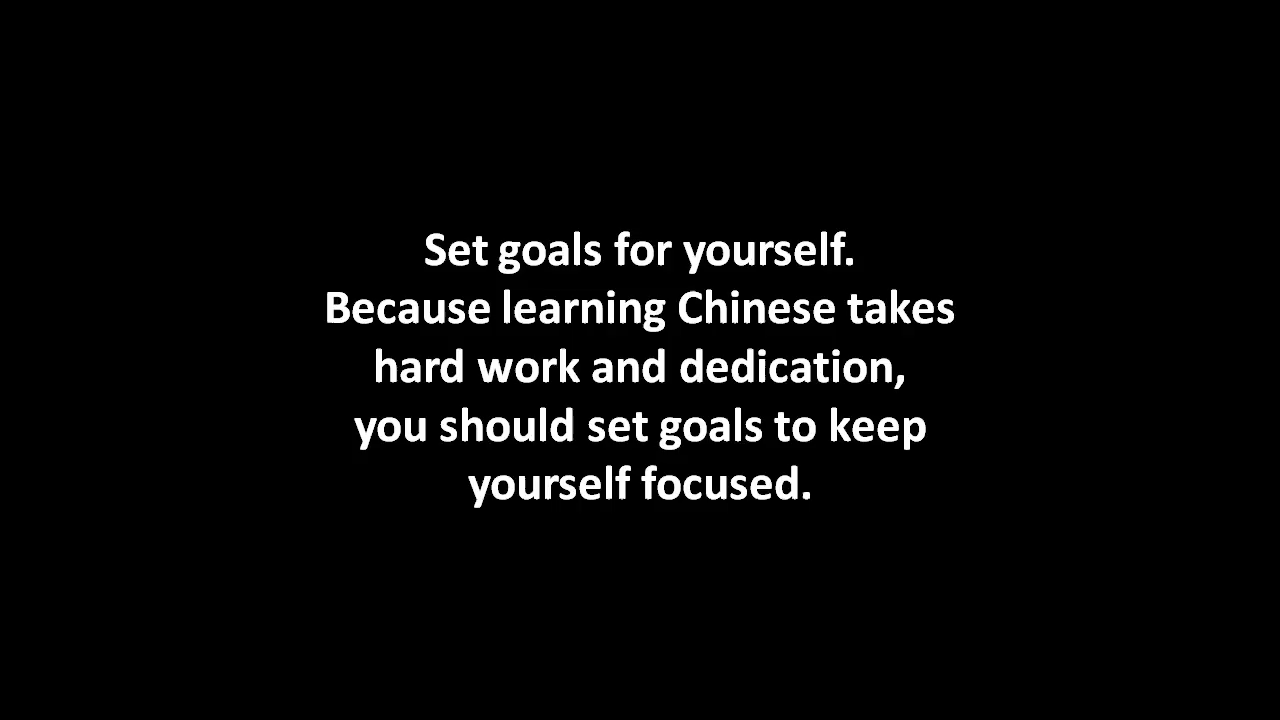 Set goals for yourself.
Because learning Chinese takes
hard work and dedication,
you should set goals to keep
yourself focused.